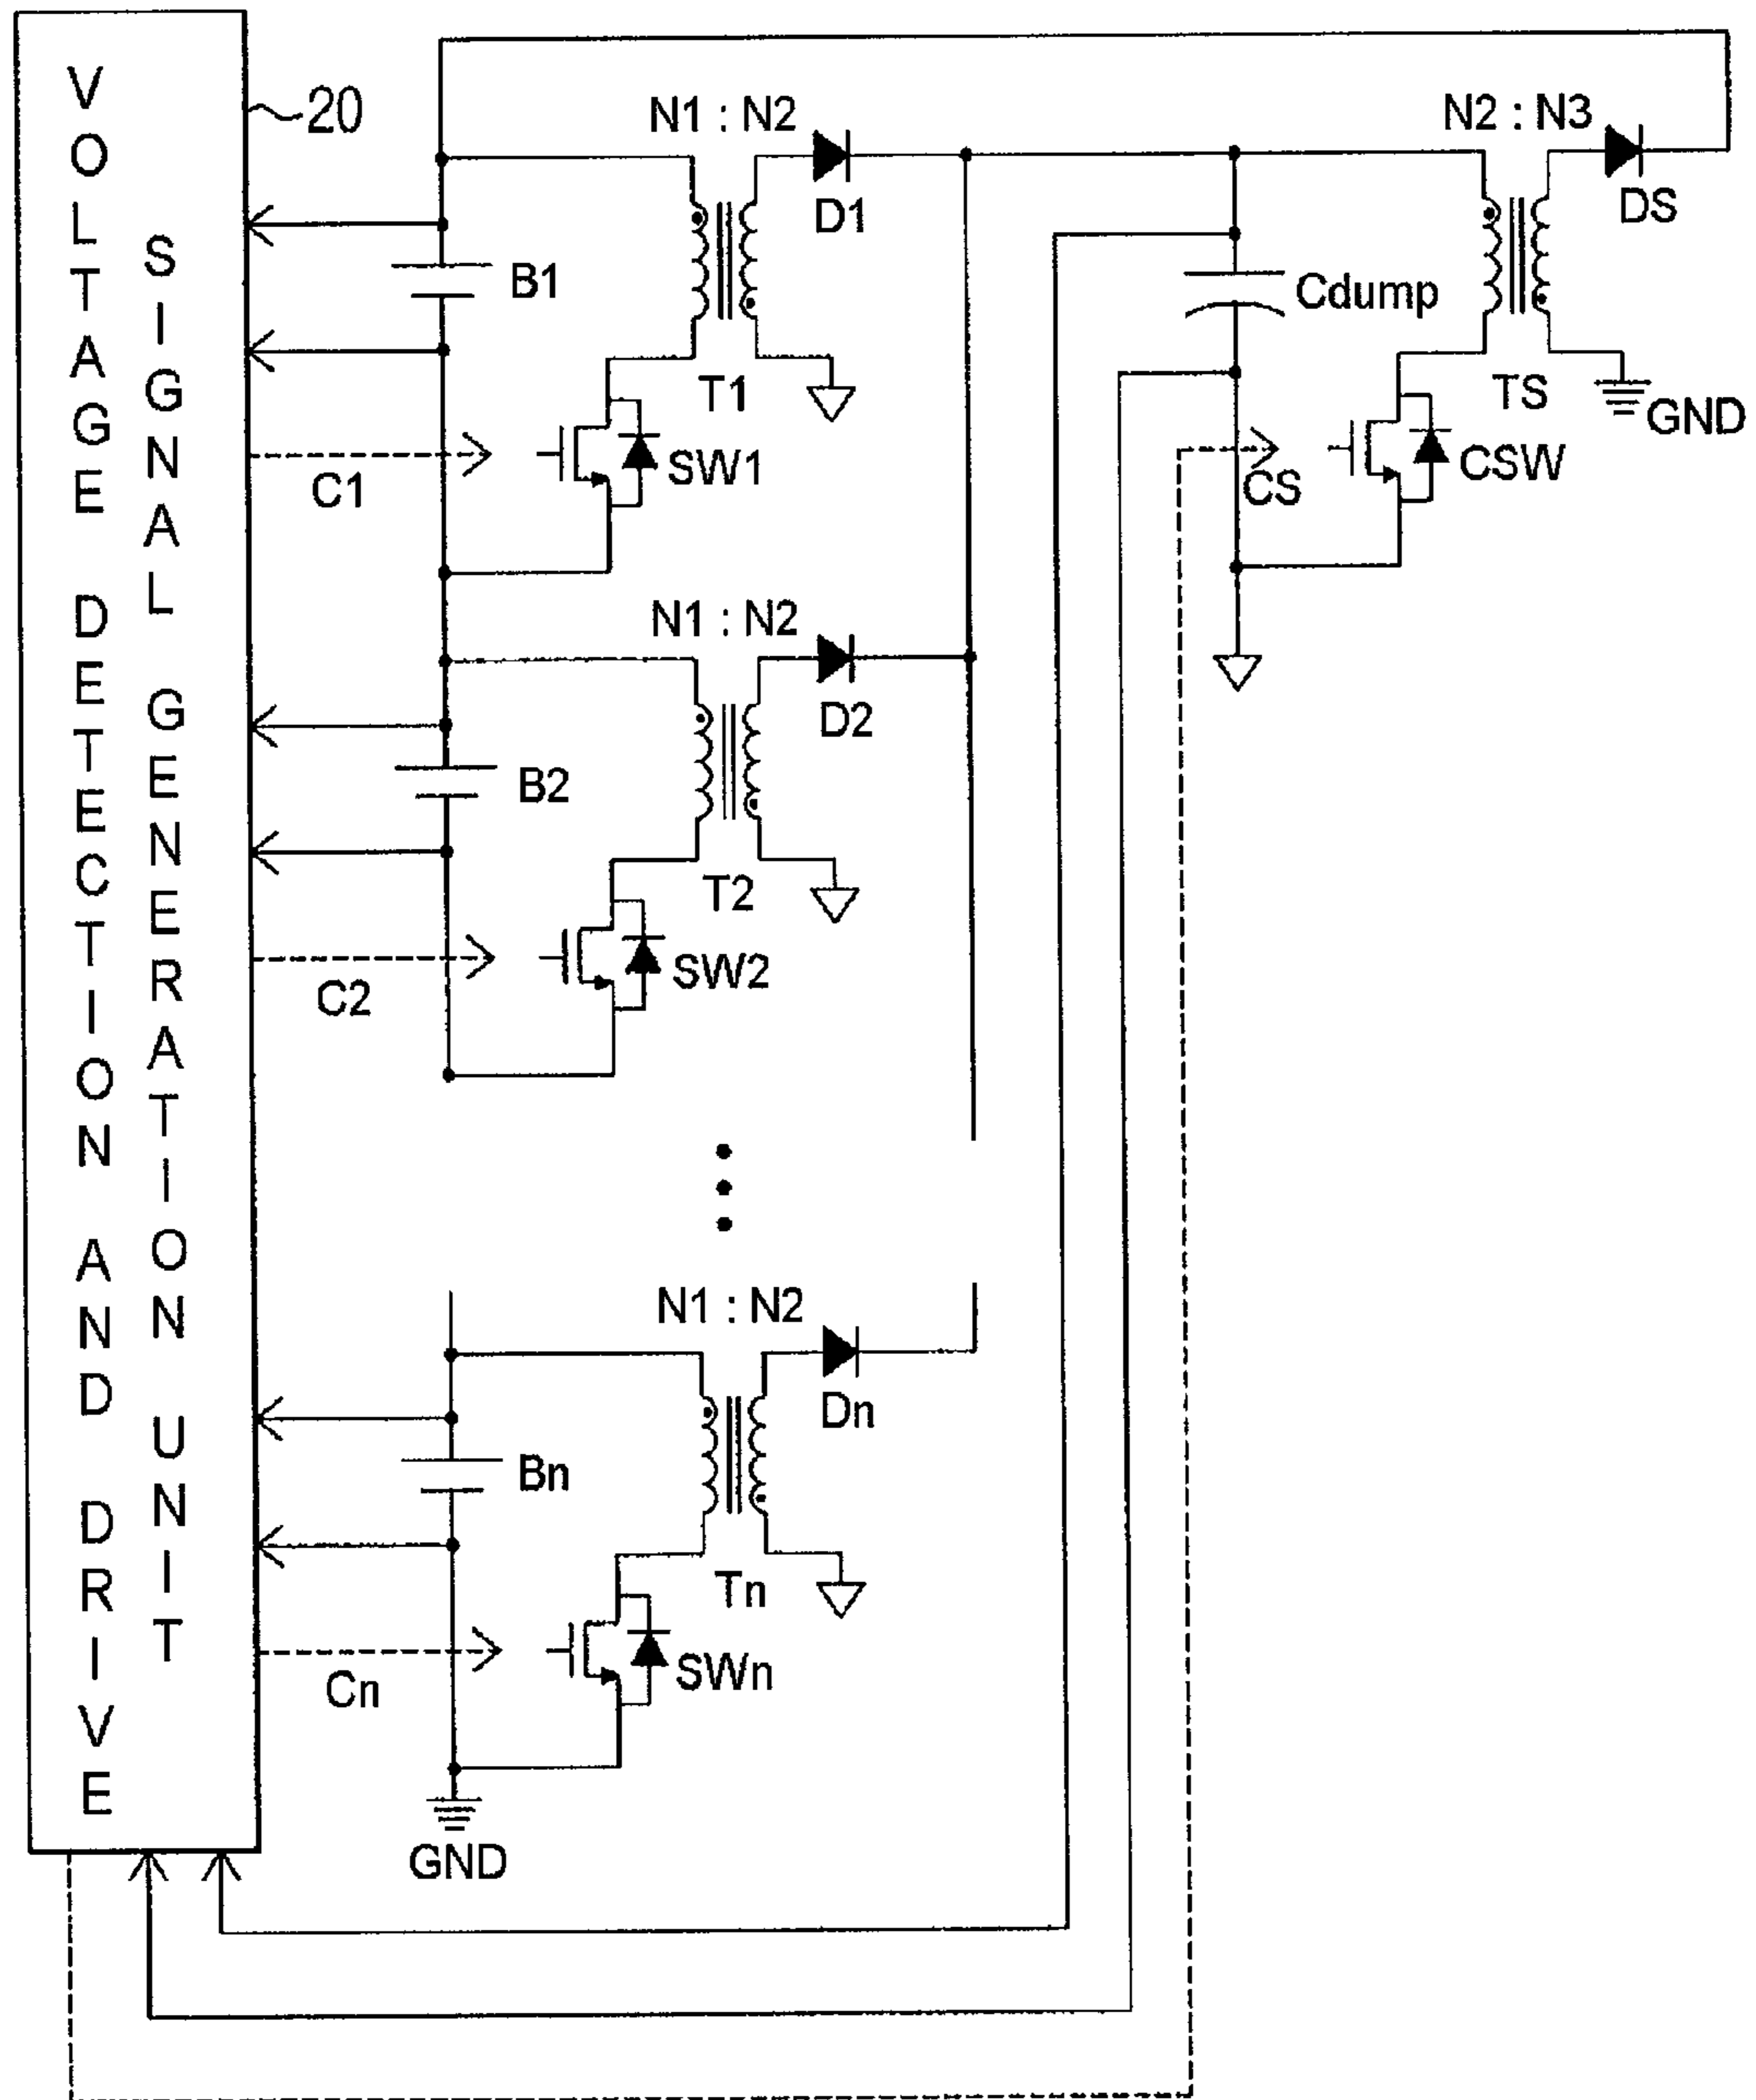 VOLTAGE DETECTION AND DRIVE
SIGNAL GENERATION UNIT
20
N1 : N2
D1
B1
T1
SW1
C1
N2 : N3
DS
Cdump
TS
GND
CSW
CS
N1 : N2
D2
B2
T2
SW2
C2
N1 : N2
Dn
Bn
Tn
SWn
Cn
GND